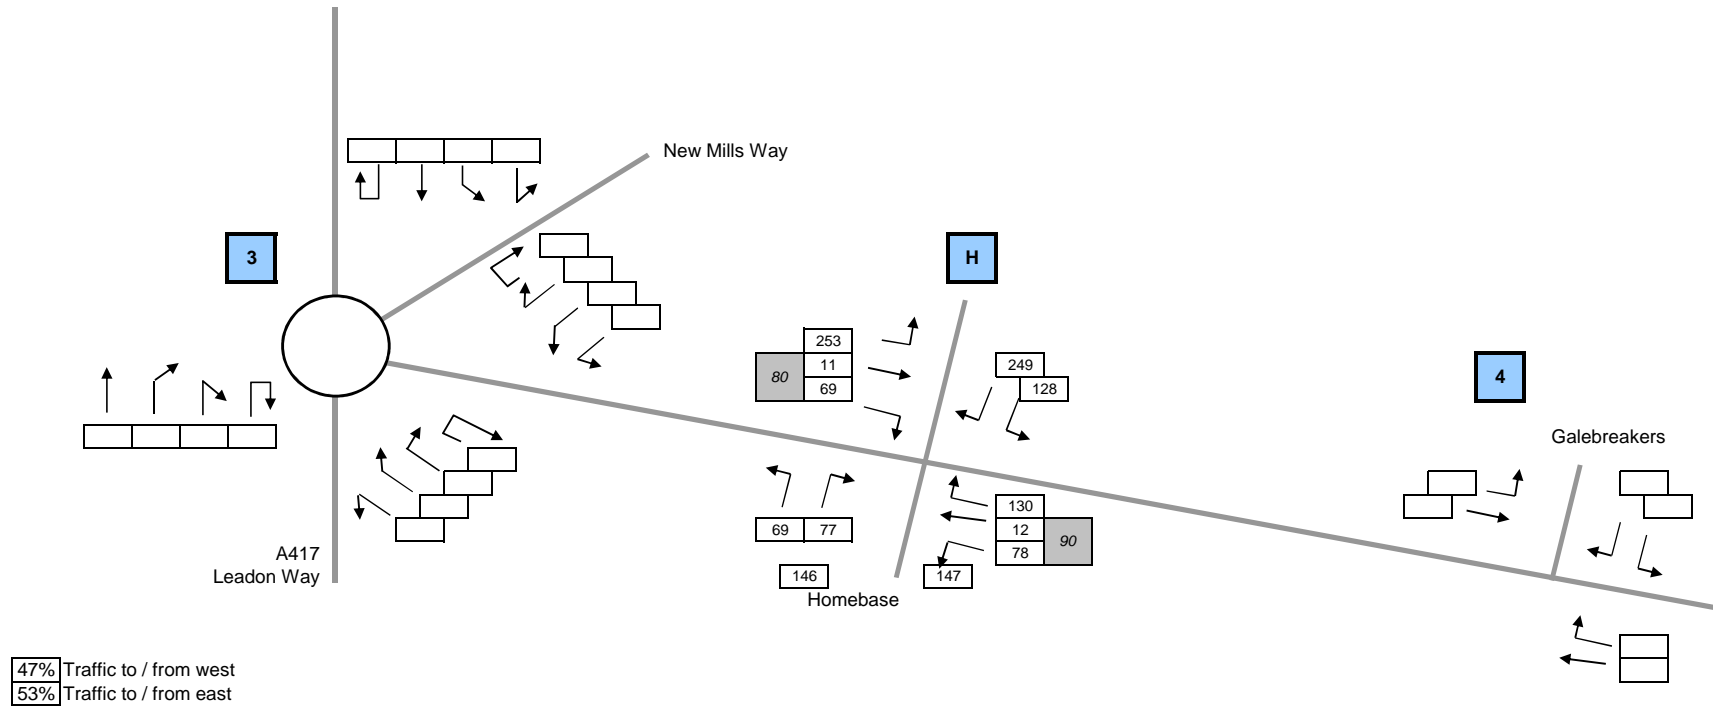 New Mills Way
3
H
253
11
80
69
249
128
4
Galebreakers
69 77
130
12
90
78
A417
Leadon Way
146
147
Homebase
47% Traffic to / from west
53% Traffic to / from east